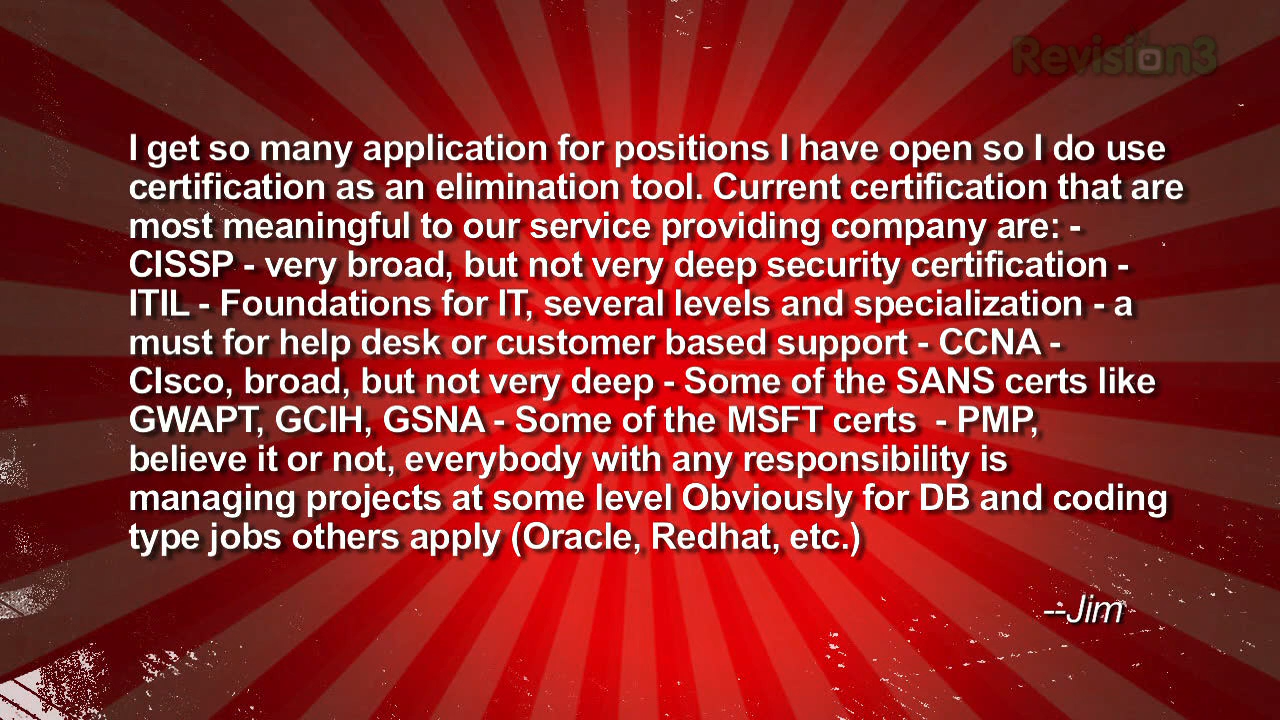 Revision3
I get so many application for positions I have open so I do use
certification as an elimination tool. Current certification that are
most meaningful to our service providing company are: -
CISSP - very broad, but not very deep security certification -
ITIL - Foundations for IT, several levels and specialization - a
must for help desk or customer based support - CCNA -
CIsco, broad, but not very deep - Some of the SANS certs like
GWAPT, GCIH, GSNA - Some of the MSFT certs  - PMP,
believe it or not, everybody with any responsibility is
managing projects at some level Obviously for DB and coding
type jobs others apply (Oracle, Redhat, etc.)
--Jim